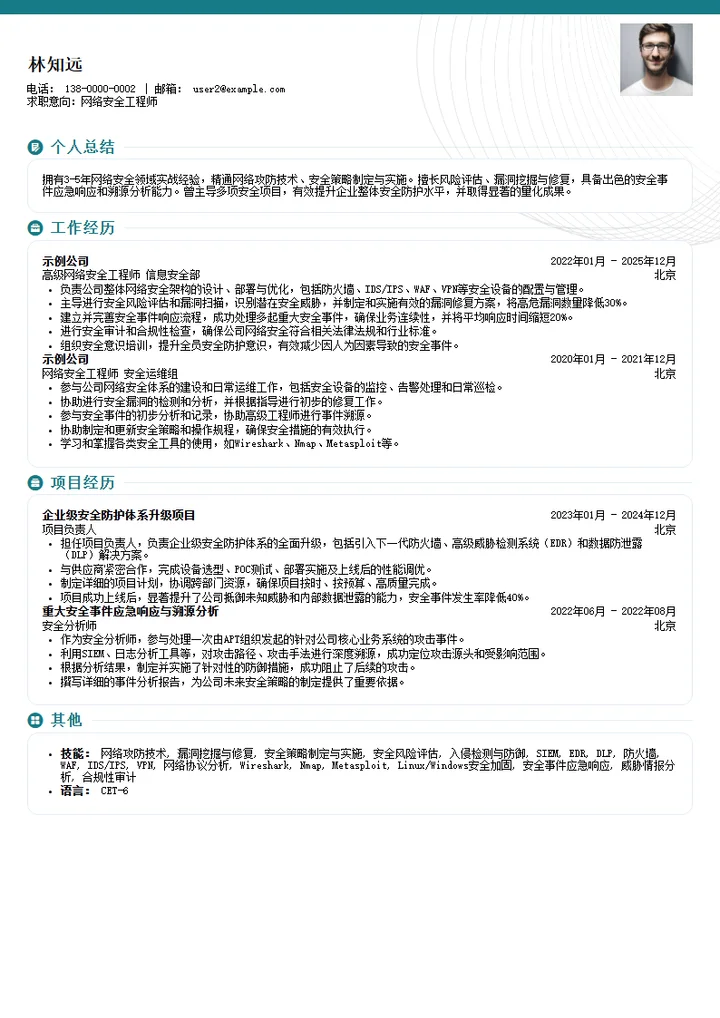 林知远
电话： 138-0000-0002 | 邮箱： user2@example.com
求职意向：网络安全工程师
个人总结
拥有3-5年网络安全领域实战经验，精通网络攻防技术、安全策略制定与实施。擅长风险评估、漏洞挖掘与修复，具备出色的安全事
件应急响应和溯源分析能力。曾主导多项安全项目，有效提升企业整体安全防护水平，并取得显著的量化成果。
工作经历
示例公司 2022年01月 - 2025年12月
高级网络安全工程师 信息安全部 北京
• 负责公司整体网络安全架构的设计、部署与优化，包括防火墙、IDS/IPS、WAF、VPN等安全设备的配置与管理。
• 主导进行安全风险评估和漏洞扫描，识别潜在安全威胁，并制定和实施有效的漏洞修复方案，将高危漏洞数量降低30%。
• 建立并完善安全事件响应流程，成功处理多起重大安全事件，确保业务连续性，并将平均响应时间缩短20%。
• 进行安全审计和合规性检查，确保公司网络安全符合相关法律法规和行业标准。
• 组织安全意识培训，提升全员安全防护意识，有效减少因人为因素导致的安全事件。
示例公司 2020年01月 - 2021年12月
网络安全工程师 安全运维组 北京
• 参与公司网络安全体系的建设和日常运维工作，包括安全设备的监控、告警处理和日常巡检。
• 协助进行安全漏洞的检测和分析，并根据指导进行初步的修复工作。
• 参与安全事件的初步分析和记录，协助高级工程师进行事件溯源。
• 协助制定和更新安全策略和操作规程，确保安全措施的有效执行。
• 学习和掌握各类安全工具的使用，如Wireshark、Nmap、Metasploit等。
项目经历
企业级安全防护体系升级项目 2023年01月 - 2024年12月
项目负责人 北京
• 担任项目负责人，负责企业级安全防护体系的全面升级，包括引入下一代防火墙、高级威胁检测系统（EDR）和数据防泄露
（DLP）解决方案。
• 与供应商紧密合作，完成设备选型、POC测试、部署实施及上线后的性能调优。
• 制定详细的项目计划，协调跨部门资源，确保项目按时、按预算、高质量完成。
• 项目成功上线后，显著提升了公司抵御未知威胁和内部数据泄露的能力，安全事件发生率降低40%。
重大安全事件应急响应与溯源分析 2022年06月 - 2022年08月
安全分析师 北京
• 作为安全分析师，参与处理一次由APT组织发起的针对公司核心业务系统的攻击事件。
• 利用SIEM、日志分析工具等，对攻击路径、攻击手法进行深度溯源，成功定位攻击源头和受影响范围。
• 根据分析结果，制定并实施了针对性的防御措施，成功阻止了后续的攻击。
• 撰写详细的事件分析报告，为公司未来安全策略的制定提供了重要依据。
其他
• 技能： 网络攻防技术, 漏洞挖掘与修复, 安全策略制定与实施, 安全风险评估, 入侵检测与防御, SIEM, EDR, DLP, 防火墙,
WAF, IDS/IPS, VPN, 网络协议分析, Wireshark, Nmap, Metasploit, Linux/Windows安全加固, 安全事件应急响应, 威胁情报分
析, 合规性审计
• 语言： CET-6